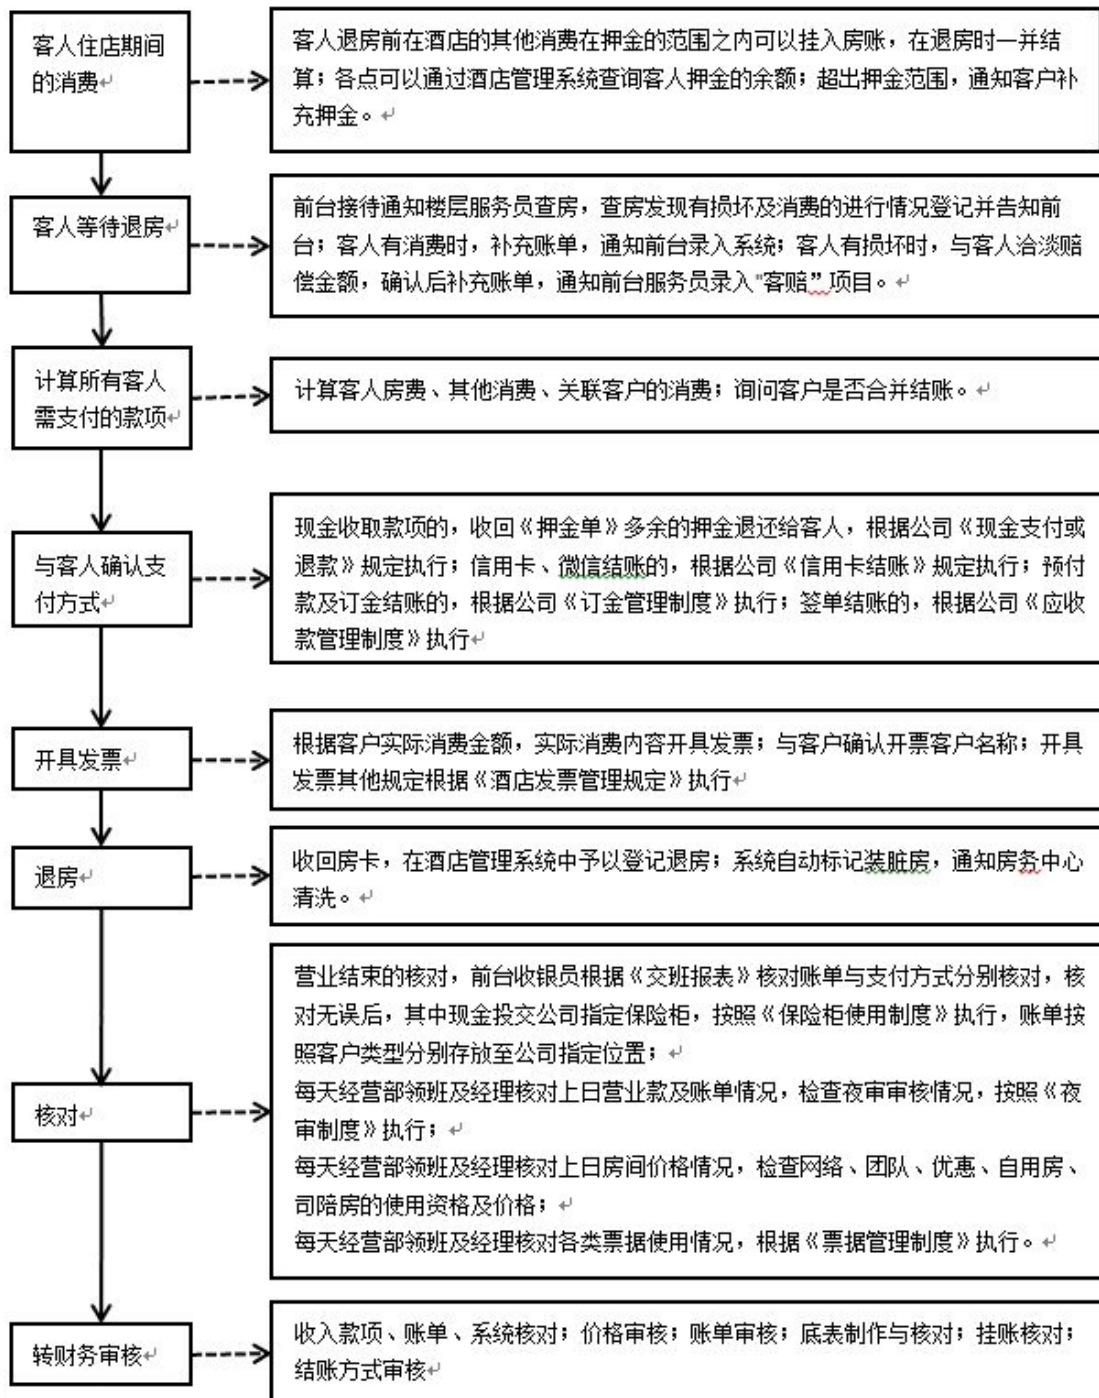 客人住店期间
的消费
客人退房前在酒店的其他消费在押金的范围之内可以挂入房账，在退房时一并结
算；各点可以通过酒店管理系统查询客人押金的余额；超出押金范围，通知客户补
充押金。
客人等待退房
前台接待通知楼层服务员查房，查房发现有损坏及消费的进行情况登记并告知前
台；客人有消费时，补充账单，通知前台录入系统；客人有损坏时，与客人洽淡赔
偿金额，确认后补充账单，通知前台服务员录入"客赔”项目。
计算所有客人
需支付的款项
计算客人房费、其他消费、关联客户的消费；询问客户是否合并结账。
与客人确认支
付方式
现金收取款项的，收回《押金单》多余的押金退还给客人，根据公司《现金支付或
退款》规定执行；信用卡、微信结账的，根据公司《信用卡结账》规定执行；预付
款及订金结账的，根据公司《订金管理制度》执行；签单结账的，根据公司《应收
款管理制度》执行
开具发票
根据客户实际消费金额，实际消费内容开具发票；与客户确认开票客户名称；开具
发票其他规定根据《酒店发票管理规定》执行
退房
收回房卡，在酒店管理系统中予以登记退房；系统自动标记装脏房，通知房务中心
清洗。
核对
营业结束的核对，前台收银员根据《交班报表》核对账单与支付方式分别核对，核
对无误后，其中现金投交公司指定保险柜，按照《保险柜使用制度》执行，账单按
照客户类型分别存放至公司指定位置；
每天经营部领班及经理核对上日营业款及账单情况，检查夜审审核情况，按照《夜
审制度》执行；
每天经营部领班及经理核对上日房间价格情况，检查网络、团队、优惠、自用房、
司陪房的使用资格及价格；
每天经营部领班及经理核对各类票据使用情况，根据《票据管理制度》执行。
转财务审核
收入款项、账单、系统核对；价格审核；账单审核；底表制作与核对；挂账核对；
结账方式审核